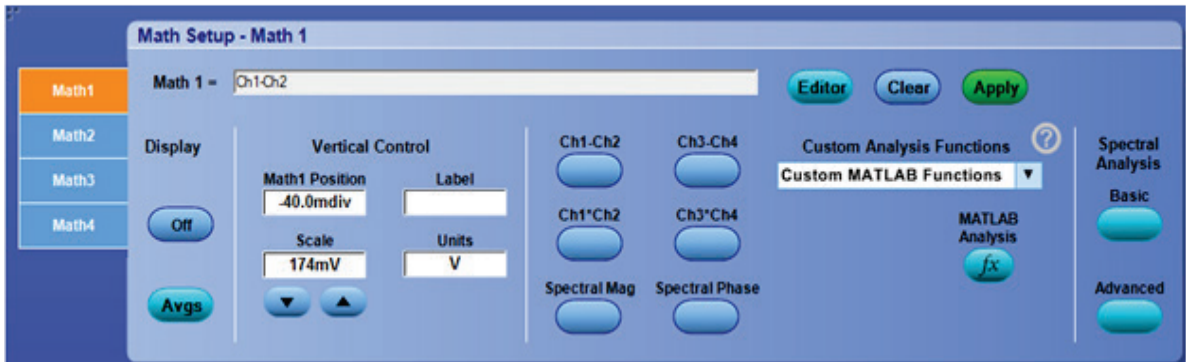 Math Setup - Math 1
Math1
Math2
Math3
Math4
Math 1 = Ch1-Ch2
Editor
Clear
Apply
Display
Off
Avgs
Vertical Control
Math1 Position
-40.0mdiv
Label
Scale
174mV
Units
V
Ch1-Ch2
Ch3-Ch4
Ch1*Ch2
Ch3*Ch4
Spectral Mag
Spectral Phase
Custom Analysis Functions
?
Custom MATLAB Functions
MATLAB
Analysis
fx
Spectral
Analysis
Basic
Advanced